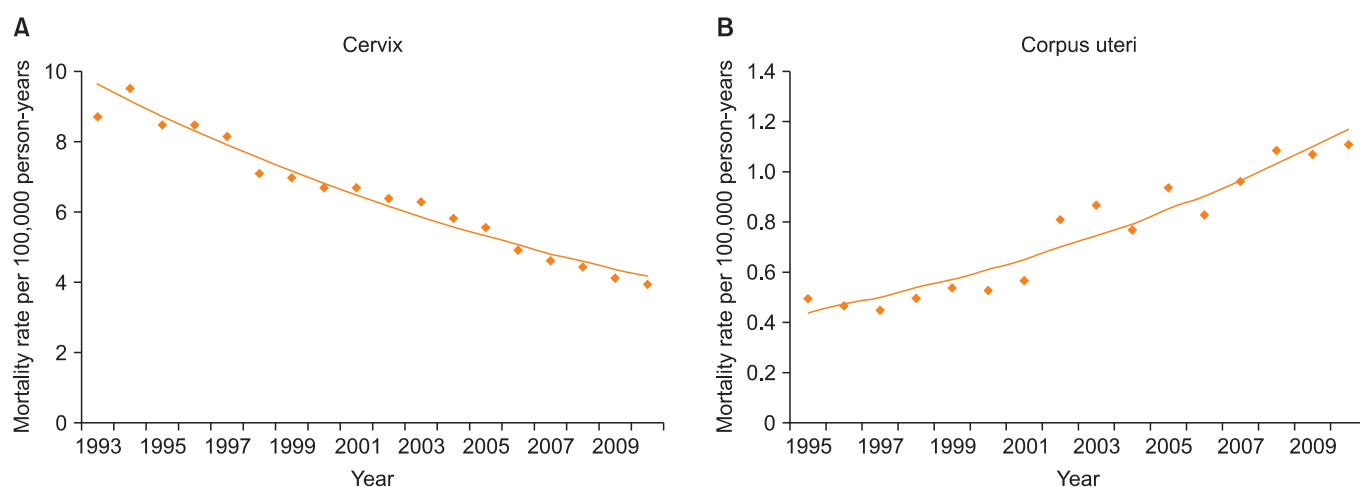 A
Cervix
Mortality rate per 100,000 person-years
10
8
6
4
2
0
1993 1995 1997 1999 2001 2003 2005 2007 2009
Year
B
Corpus uteri
Mortality rate per 100,000 person-years
1.4
1.2
1.0
0.8
0.6
0.4
0.2
0
1995 1997 1999 2001 2003 2005 2007 2009
Year